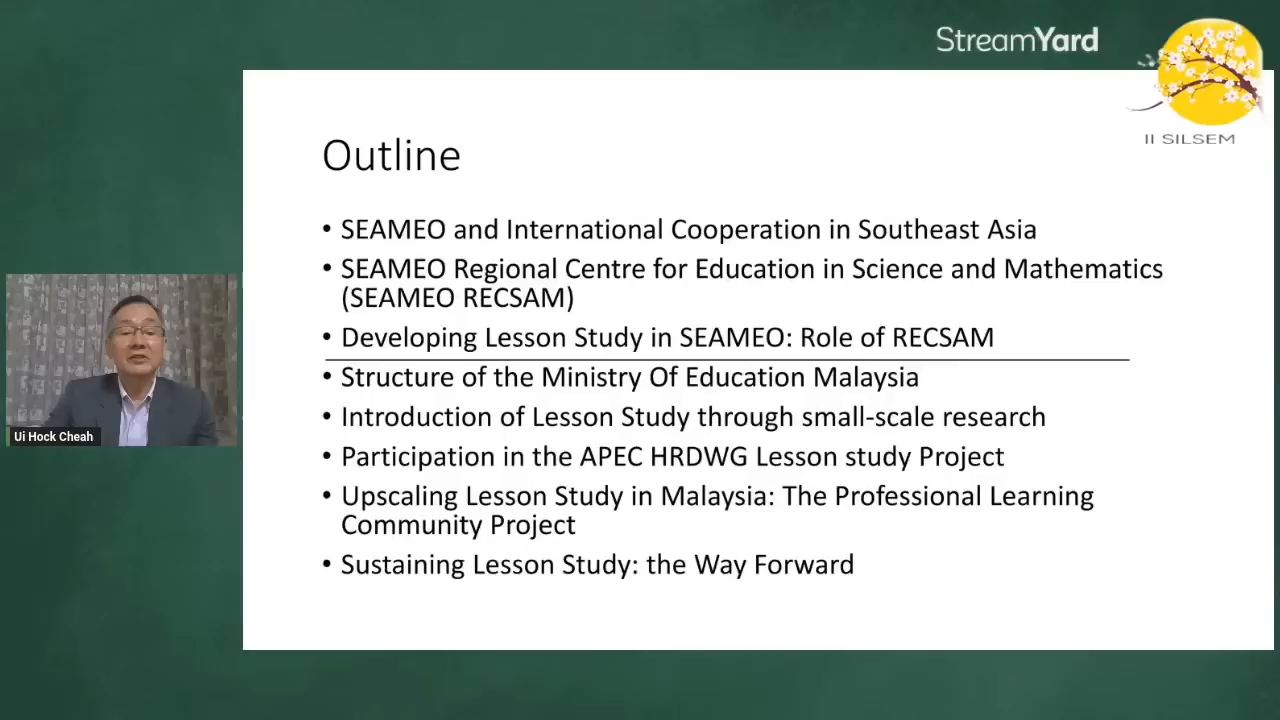 StreamYard
II SILSEM
Outline
• SEAMEO and International Cooperation in Southeast Asia
• SEAMEO Regional Centre for Education in Science and Mathematics
(SEAMEO RECSAM)
• Developing Lesson Study in SEAMEO: Role of RECSAM
• Structure of the Ministry Of Education Malaysia
• Introduction of Lesson Study through small-scale research
• Participation in the APEC HRDWG Lesson study Project
• Upscaling Lesson Study in Malaysia: The Professional Learning
Community Project
• Sustaining Lesson Study: the Way Forward
Ui Hock Cheah